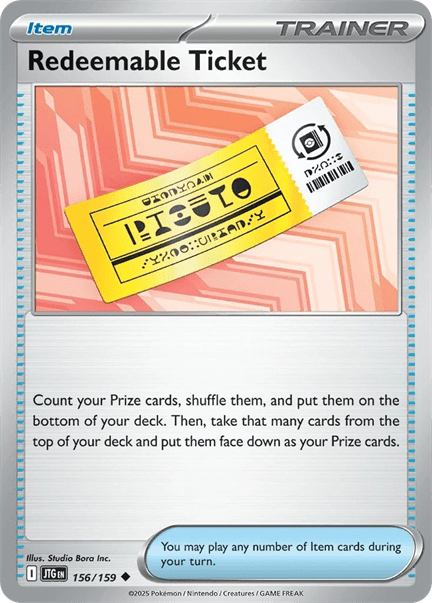 Item
TRAINER
Redeemable Ticket
Count your Prize cards, shuffle them, and put them on the
bottom of your deck. Then, take that many cards from the
top of your deck and put them face down as your Prize cards.
Illus. Studio Bora Inc.
You may play any number of Item cards during
your turn.
I JTG EN 156/159 ◆
©2025 Pokémon / Nintendo / Creatures / GAME FREAK